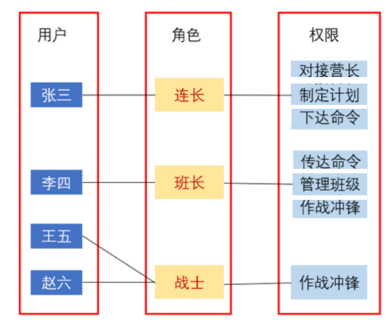 用户
角色
权限
对接营长
张三
连长
制定计划
下达命令
传达命令
李四
班长
管理班级
作战冲锋
王五
赵六
战士
作战冲锋